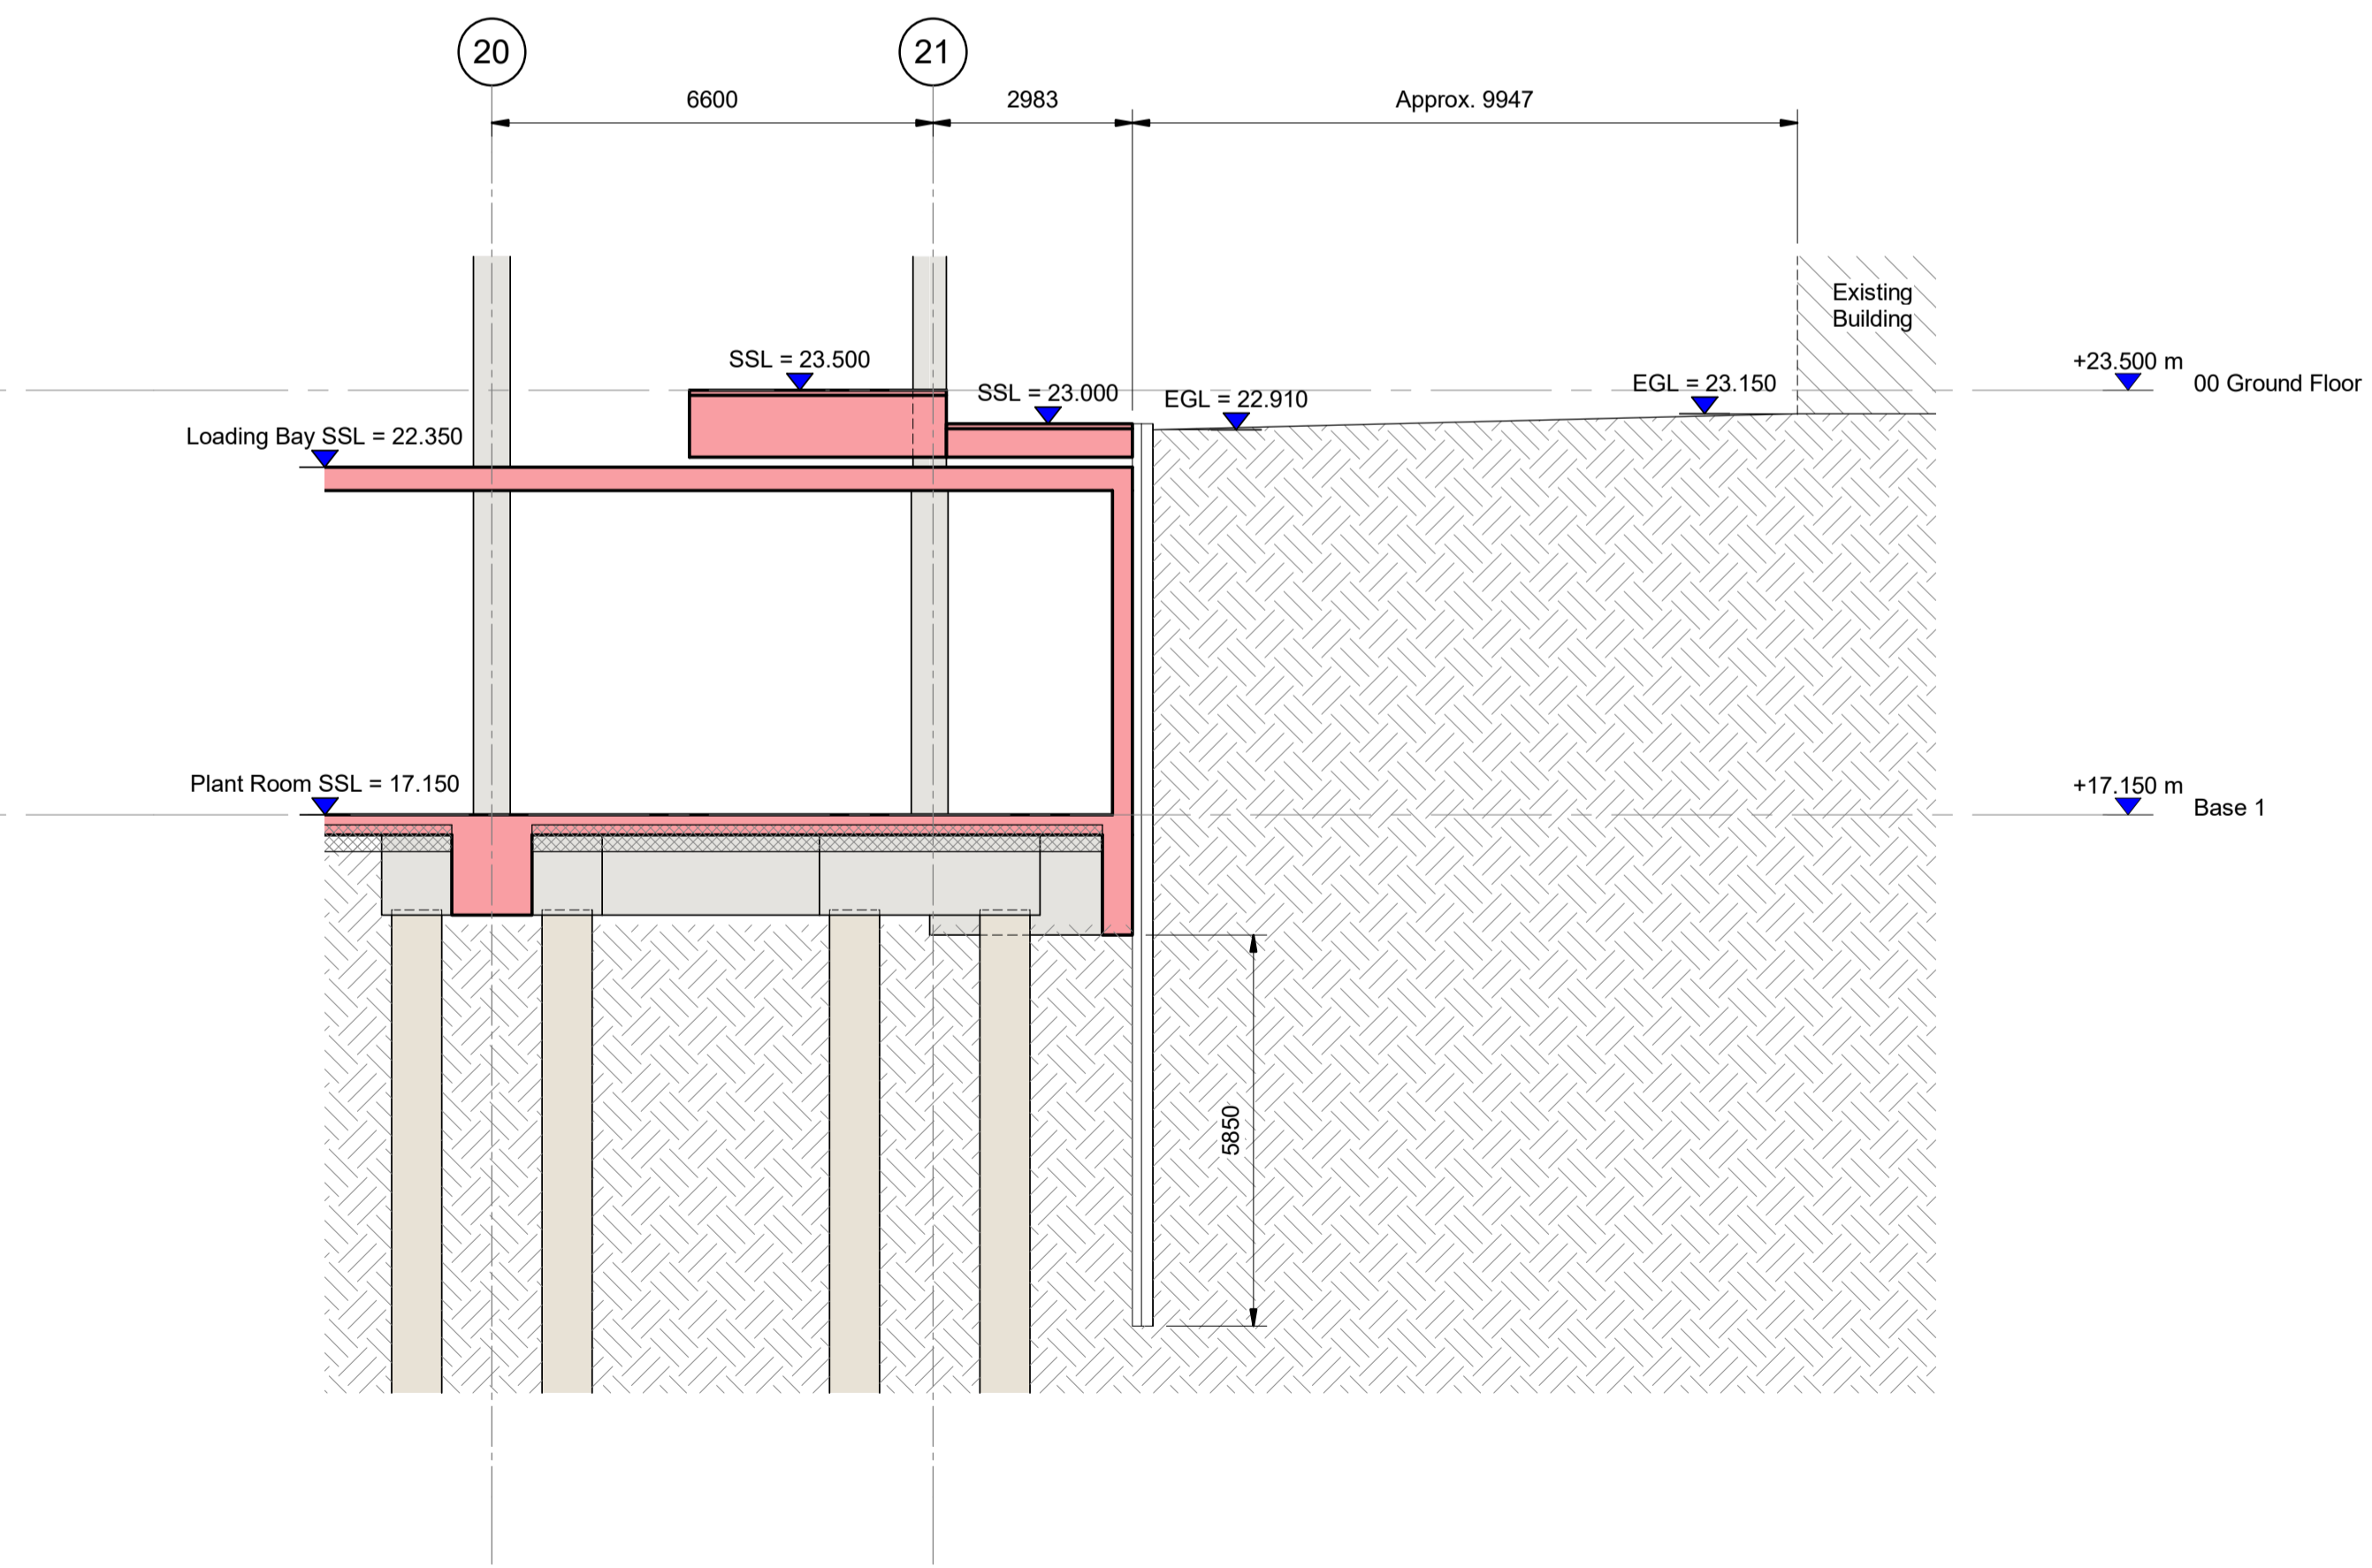 20
21
6600
2983
Approx. 9947
Existing
Building
SSL = 23.500
+23.500 m
00 Ground Floor
SSL = 23.000
EGL = 22.910
EGL = 23.150
Loading Bay SSL = 22.350
Plant Room SSL = 17.150
+17.150 m
Base 1
5850